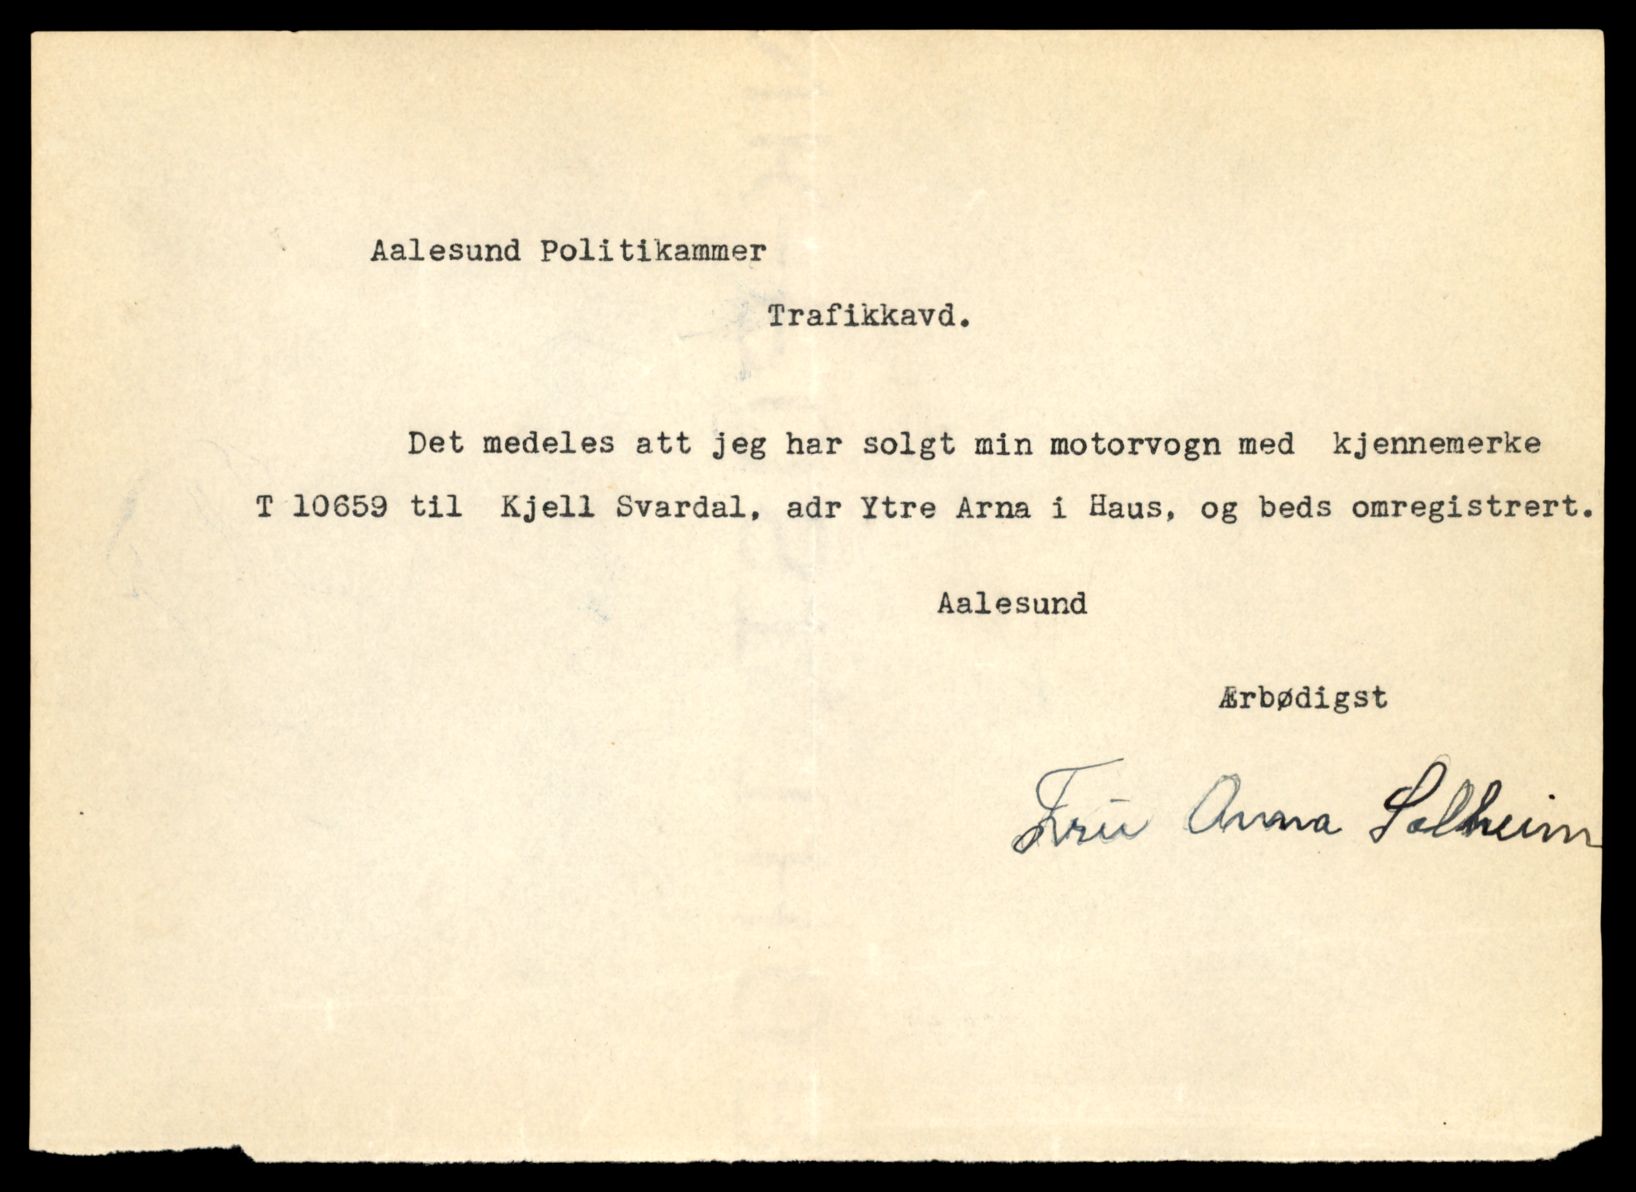 Aalesund Politikammer
Trafikkavd.
Det medeles att jeg har solgt min motorvogn med kjennemerke
T 10659 til Kjell Svardal, adr Ytre Arna i Haus, og beds omregistrert.
Aalesund
Ærbødigst
Fru Anna Solheim